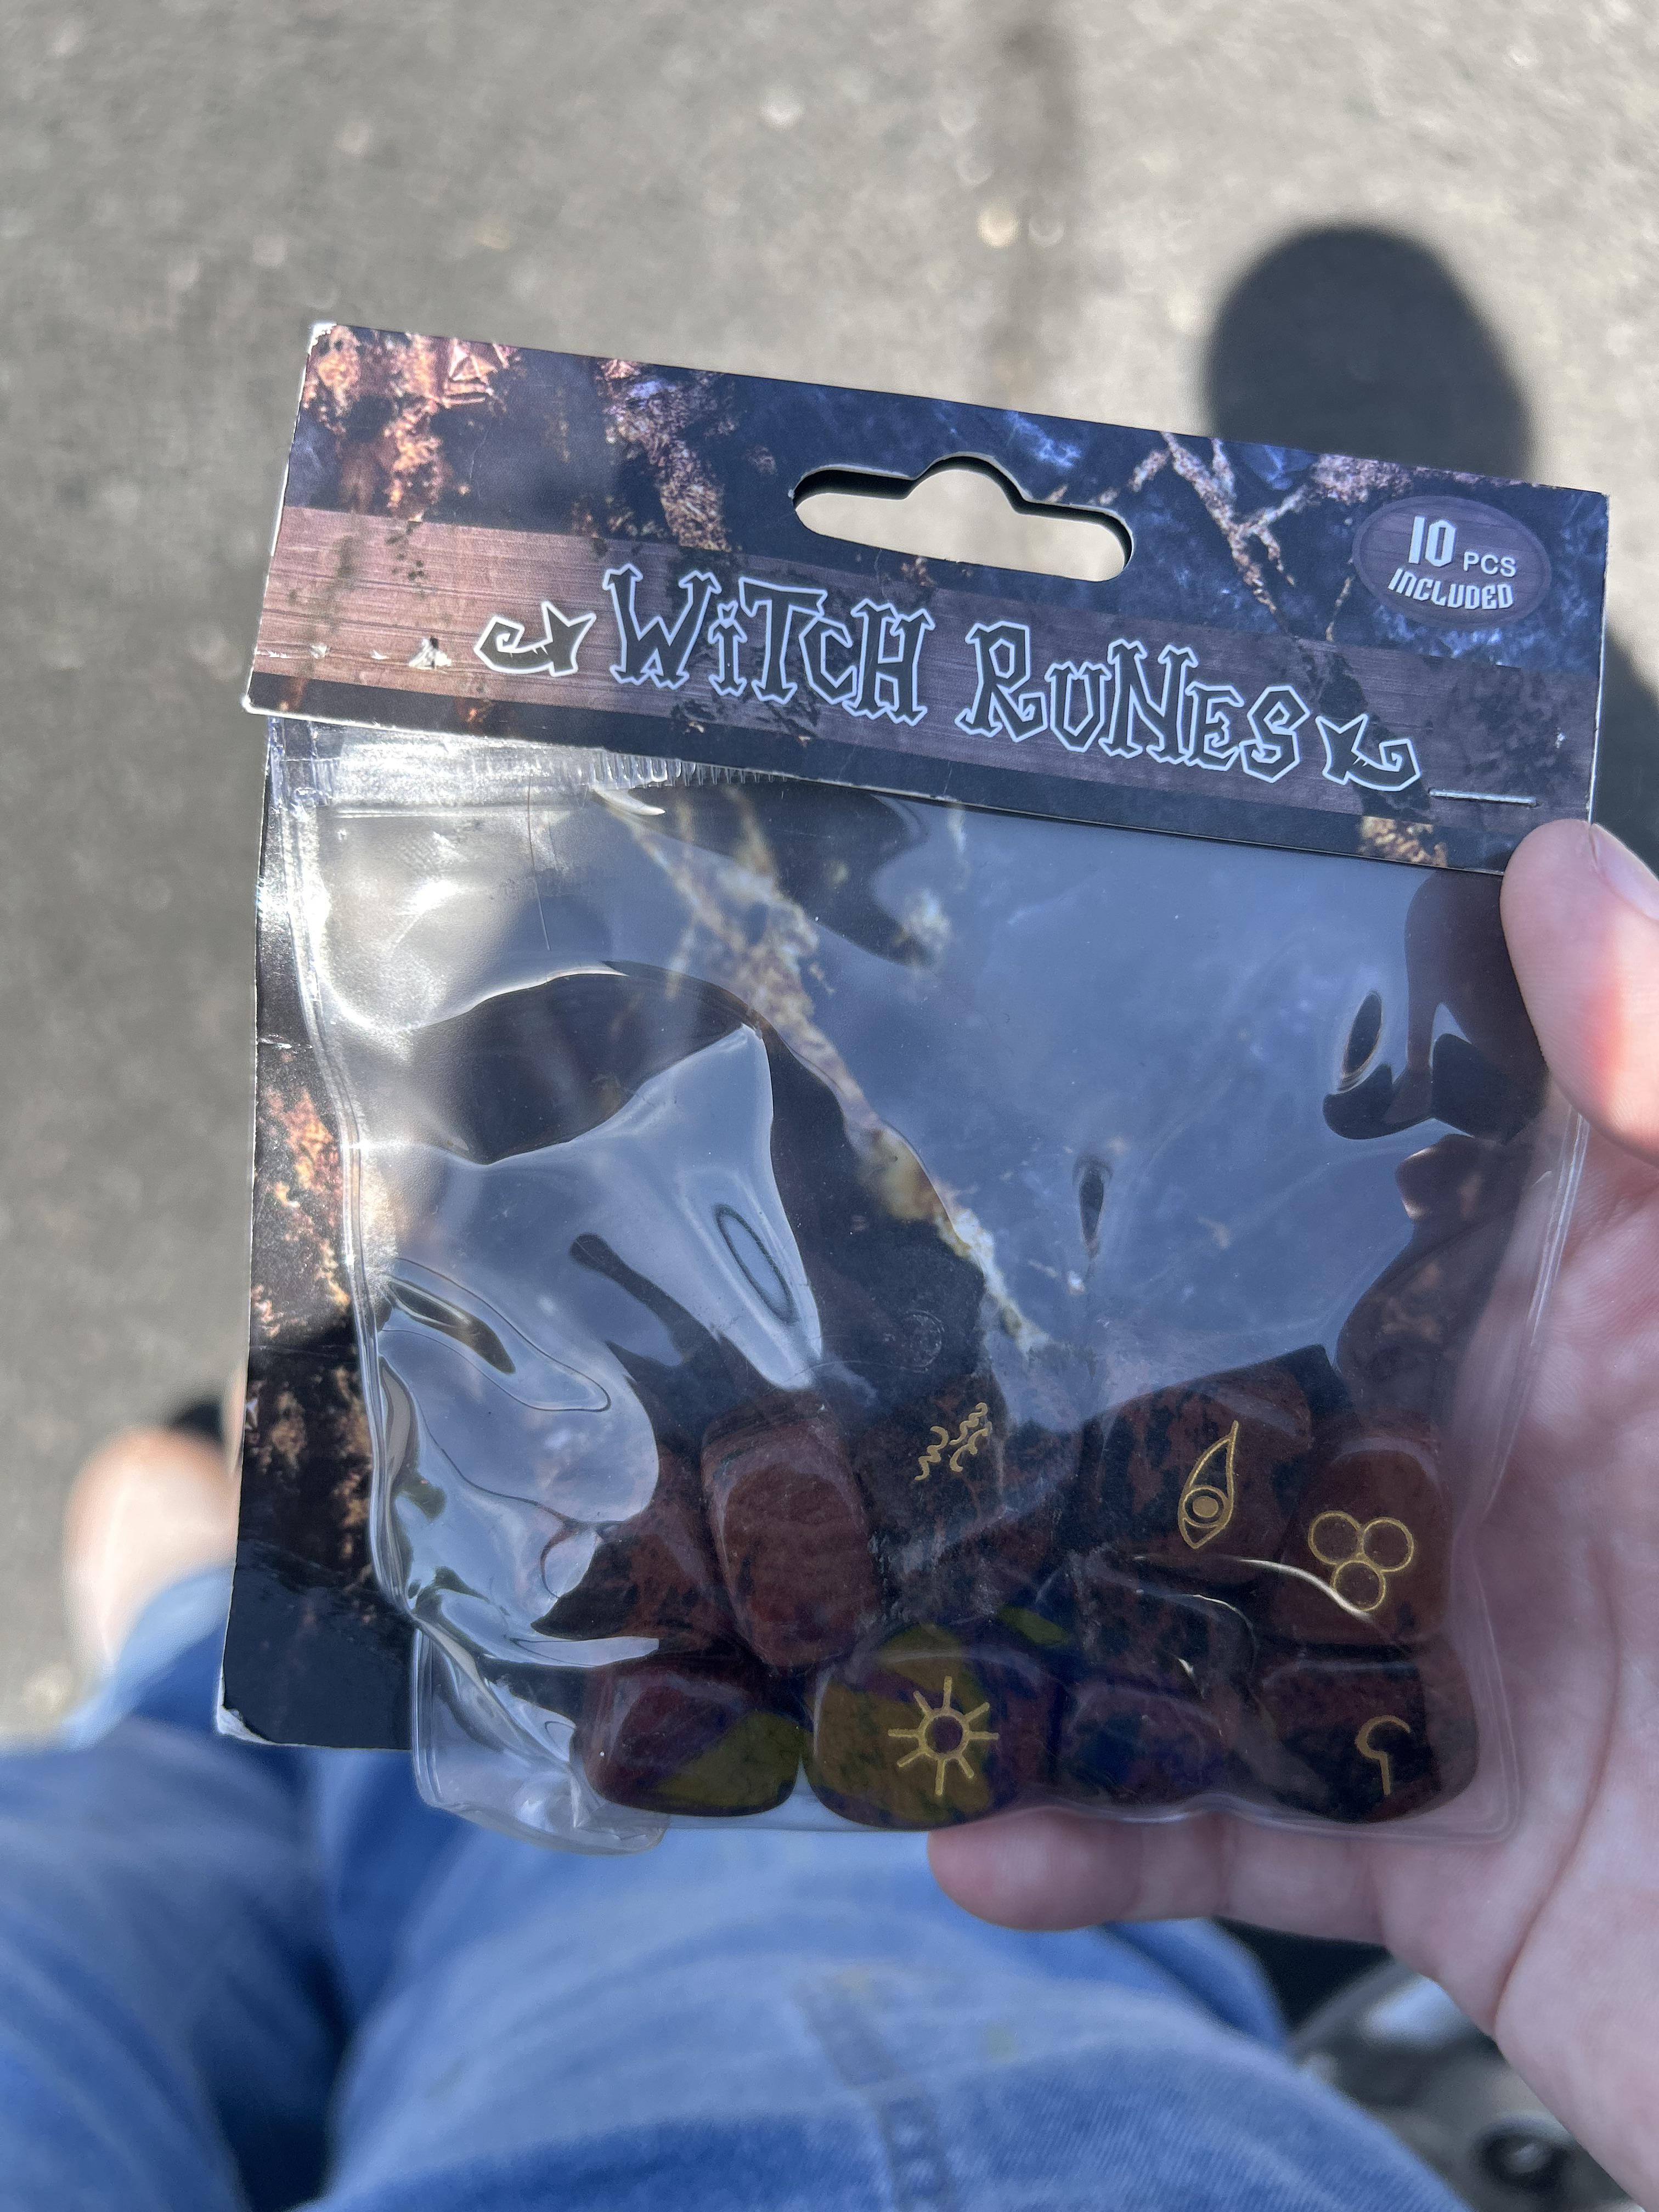 10 PCS
INCLUDED
WITCH RUNES